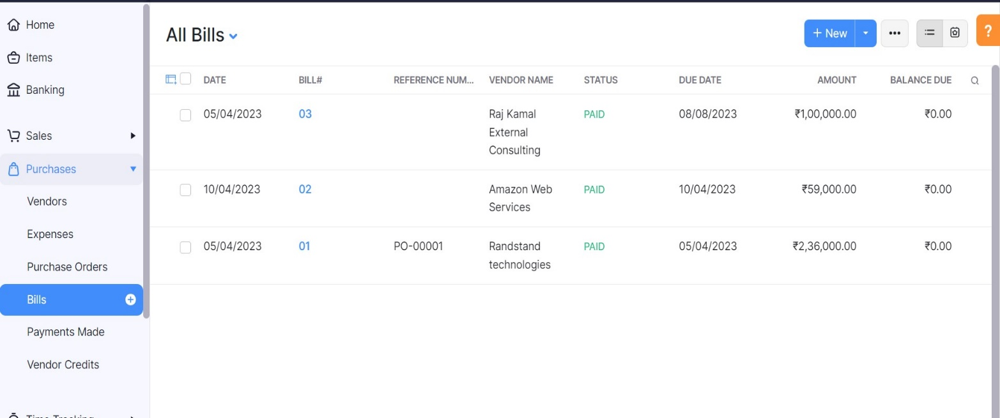 Home
Items
Banking
Sales
Purchases
Vendors
Expenses
Purchase Orders
Bills
Payments Made
Vendor Credits
Time Tracking
All Bills
+ New
?
DATE BILL# REFERENCE NUM... VENDOR NAME STATUS DUE DATE AMOUNT BALANCE DUE
05/04/2023 03 Raj Kamal PAID 08/08/2023 ₹1,00,000.00 ₹0.00
External
Consulting
10/04/2023 02 Amazon Web PAID 10/04/2023 ₹59,000.00 ₹0.00
Services
05/04/2023 01 PO-00001 Randstand PAID 05/04/2023 ₹2,36,000.00 ₹0.00
technologies